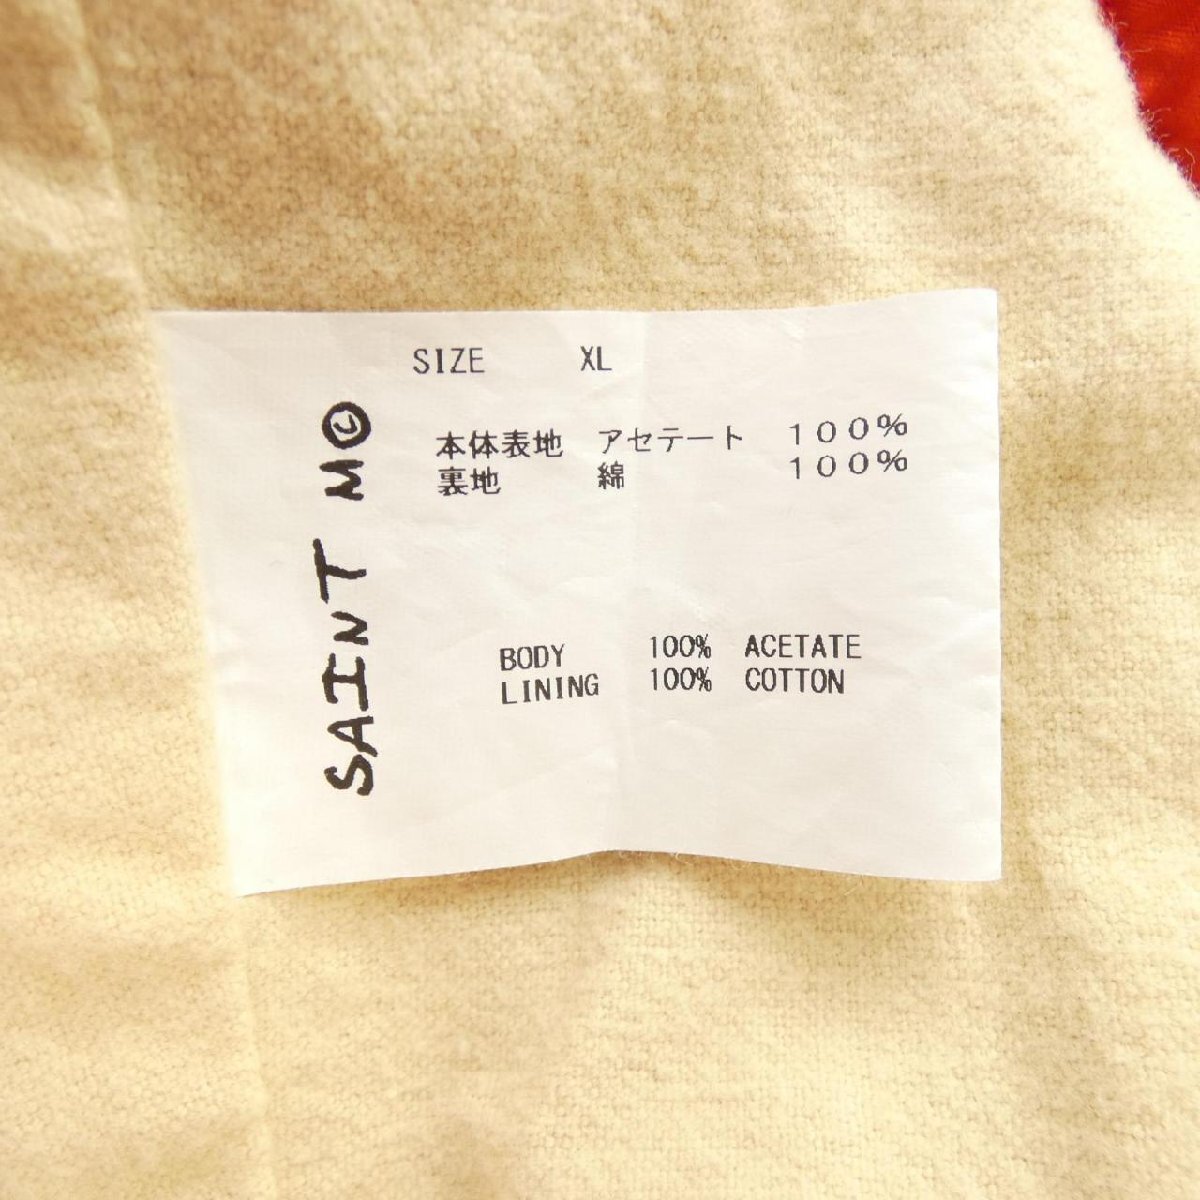 SIZE XL
本体表地 アセテート 100%
裏地 綿 100%
BODY 100% ACETATE
LINING 100% COTTON
SAINT M©